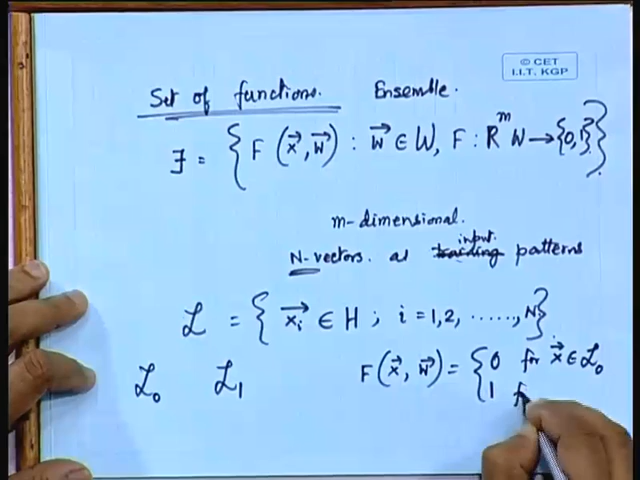 © CET
I.I.T. KGP
Set of functions. Ensemble.
Ⅎ = { F (x⃗, w⃗) : w⃗ ∈ W, F : R^m W → {0,1} }
m-dimensional.
input
N-vectors. as training patterns
ℒ = { x⃗i ∈ H ; i = 1,2, ....., N }
F(x⃗, w⃗) = { 0 for x⃗ ∈ ℒ0
ℒ0 ℒ1 1 f